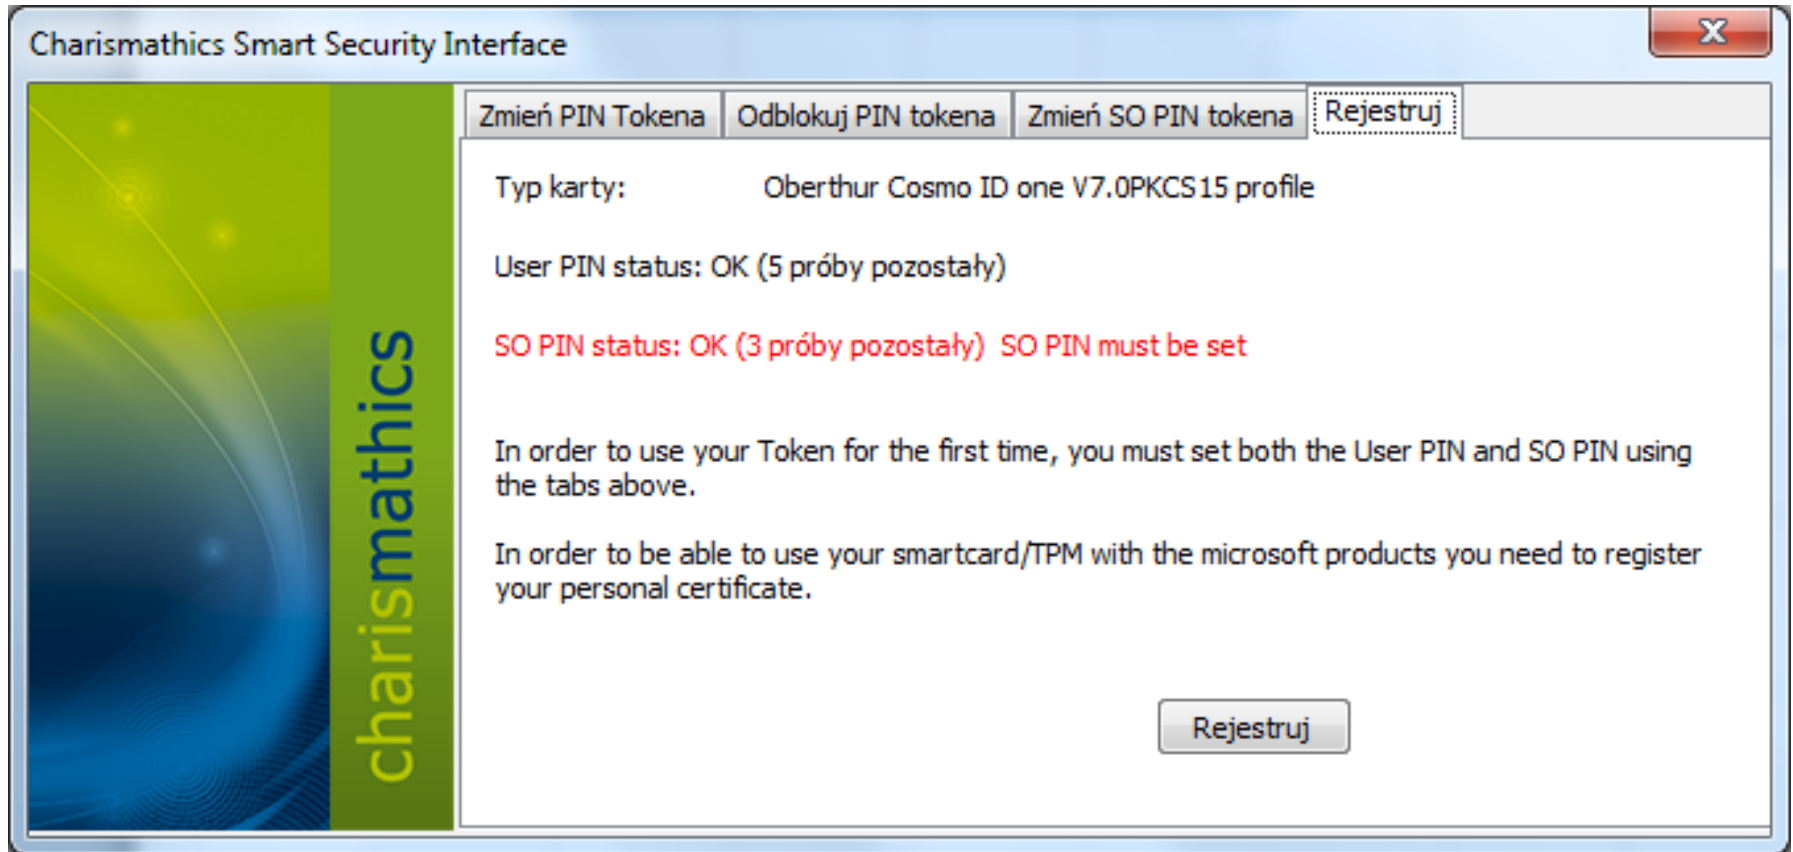 Charismathics Smart Security Interface
x
Zmień PIN Tokena Odblokuj PIN tokena Zmień SO PIN tokena Rejestruj
Typ karty: Oberthur Cosmo ID one V7.0PKCS15 profile
User PIN status: OK (5 próby pozostały)
SO PIN status: OK (3 próby pozostały) SO PIN must be set
In order to use your Token for the first time, you must set both the User PIN and SO PIN using
the tabs above.
In order to be able to use your smartcard/TPM with the microsoft products you need to register
your personal certificate.
Rejestruj
charismathics